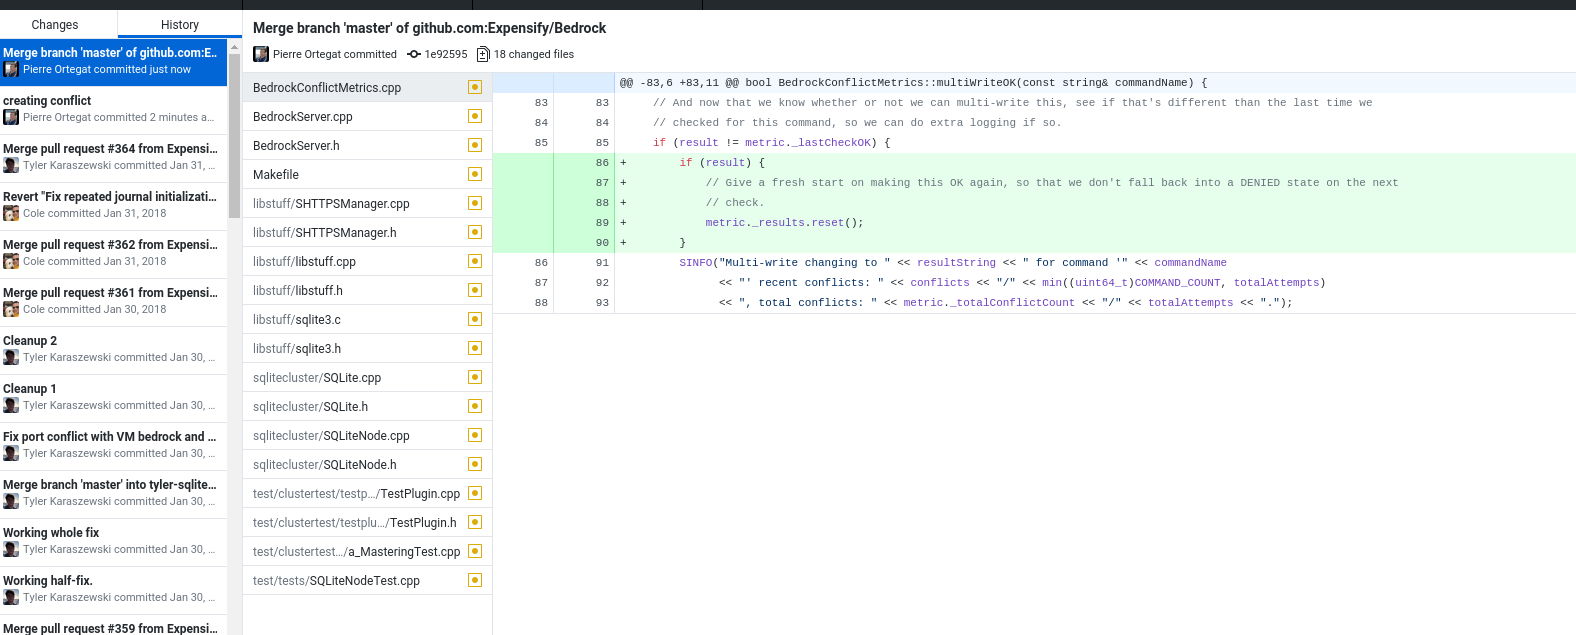 Changes
History
Merge branch 'master' of github.com:E..
Pierre Ortegat committed just now
creating conflict
Pierre Ortegat committed 2 minutes a...
Merge pull request #364 from Expensi...
Tyler Karaszewski committed Jan 31, ...
Revert "Fix repeated journal initializati...
Cole committed Jan 31, 2018
Merge pull request #362 from Expensi...
Cole committed Jan 31, 2018
Merge pull request #361 from Expensi...
Cole committed Jan 30, 2018
Cleanup 2
Tyler Karaszewski committed Jan 30, ...
Cleanup 1
Tyler Karaszewski committed Jan 30, ...
Fix port conflict with VM bedrock and ...
Tyler Karaszewski committed Jan 30, ...
Merge branch 'master' into tyler-sqlite...
Tyler Karaszewski committed Jan 30, ...
Working whole fix
Tyler Karaszewski committed Jan 30, ...
Working half-fix.
Tyler Karaszewski committed Jan 30, ...
Merge pull request #359 from Expensi...
Merge branch 'master' of github.com:Expensify/Bedrock
Pierre Ortegat committed 1e92595 18 changed files
BedrockConflictMetrics.cpp
BedrockServer.cpp
BedrockServer.h
Makefile
libstuff/SHTTPSManager.cpp
libstuff/SHTTPSManager.h
libstuff/libstuff.cpp
libstuff/libstuff.h
libstuff/sqlite3.c
libstuff/sqlite3.h
sqlitecluster/SQLite.cpp
sqlitecluster/SQLite.h
sqlitecluster/SQLiteNode.cpp
sqlitecluster/SQLiteNode.h
test/clustertest/testp.../TestPlugin.cpp
test/clustertest/testplu.../TestPlugin.h
test/clustertest.../a_MasteringTest.cpp
test/tests/SQLiteNodeTest.cpp
@@ -83,6 +83,11 @@ bool BedrockConflictMetrics::multiWriteOK(const string& commandName) {
83 83 // And now that we know whether or not we can multi-write this, see if that's different than the last time we
84 84 // checked for this command, so we can do extra logging if so.
85 85 if (result != metric._lastCheckOK) {
86 + if (result) {
87 + // Give a fresh start on making this OK again, so that we don't fall back into a DENIED state on the next
88 + // check.
89 + metric._results.reset();
90 + }
86 91 SINFO("Multi-write changing to " << resultString << " for command '" << commandName
87 92 << "' recent conflicts: " << conflicts << "/" << min((uint64_t)COMMAND_COUNT, totalAttempts)
88 93 << ", total conflicts: " << metric._totalConflictCount << "/" << totalAttempts << ".");